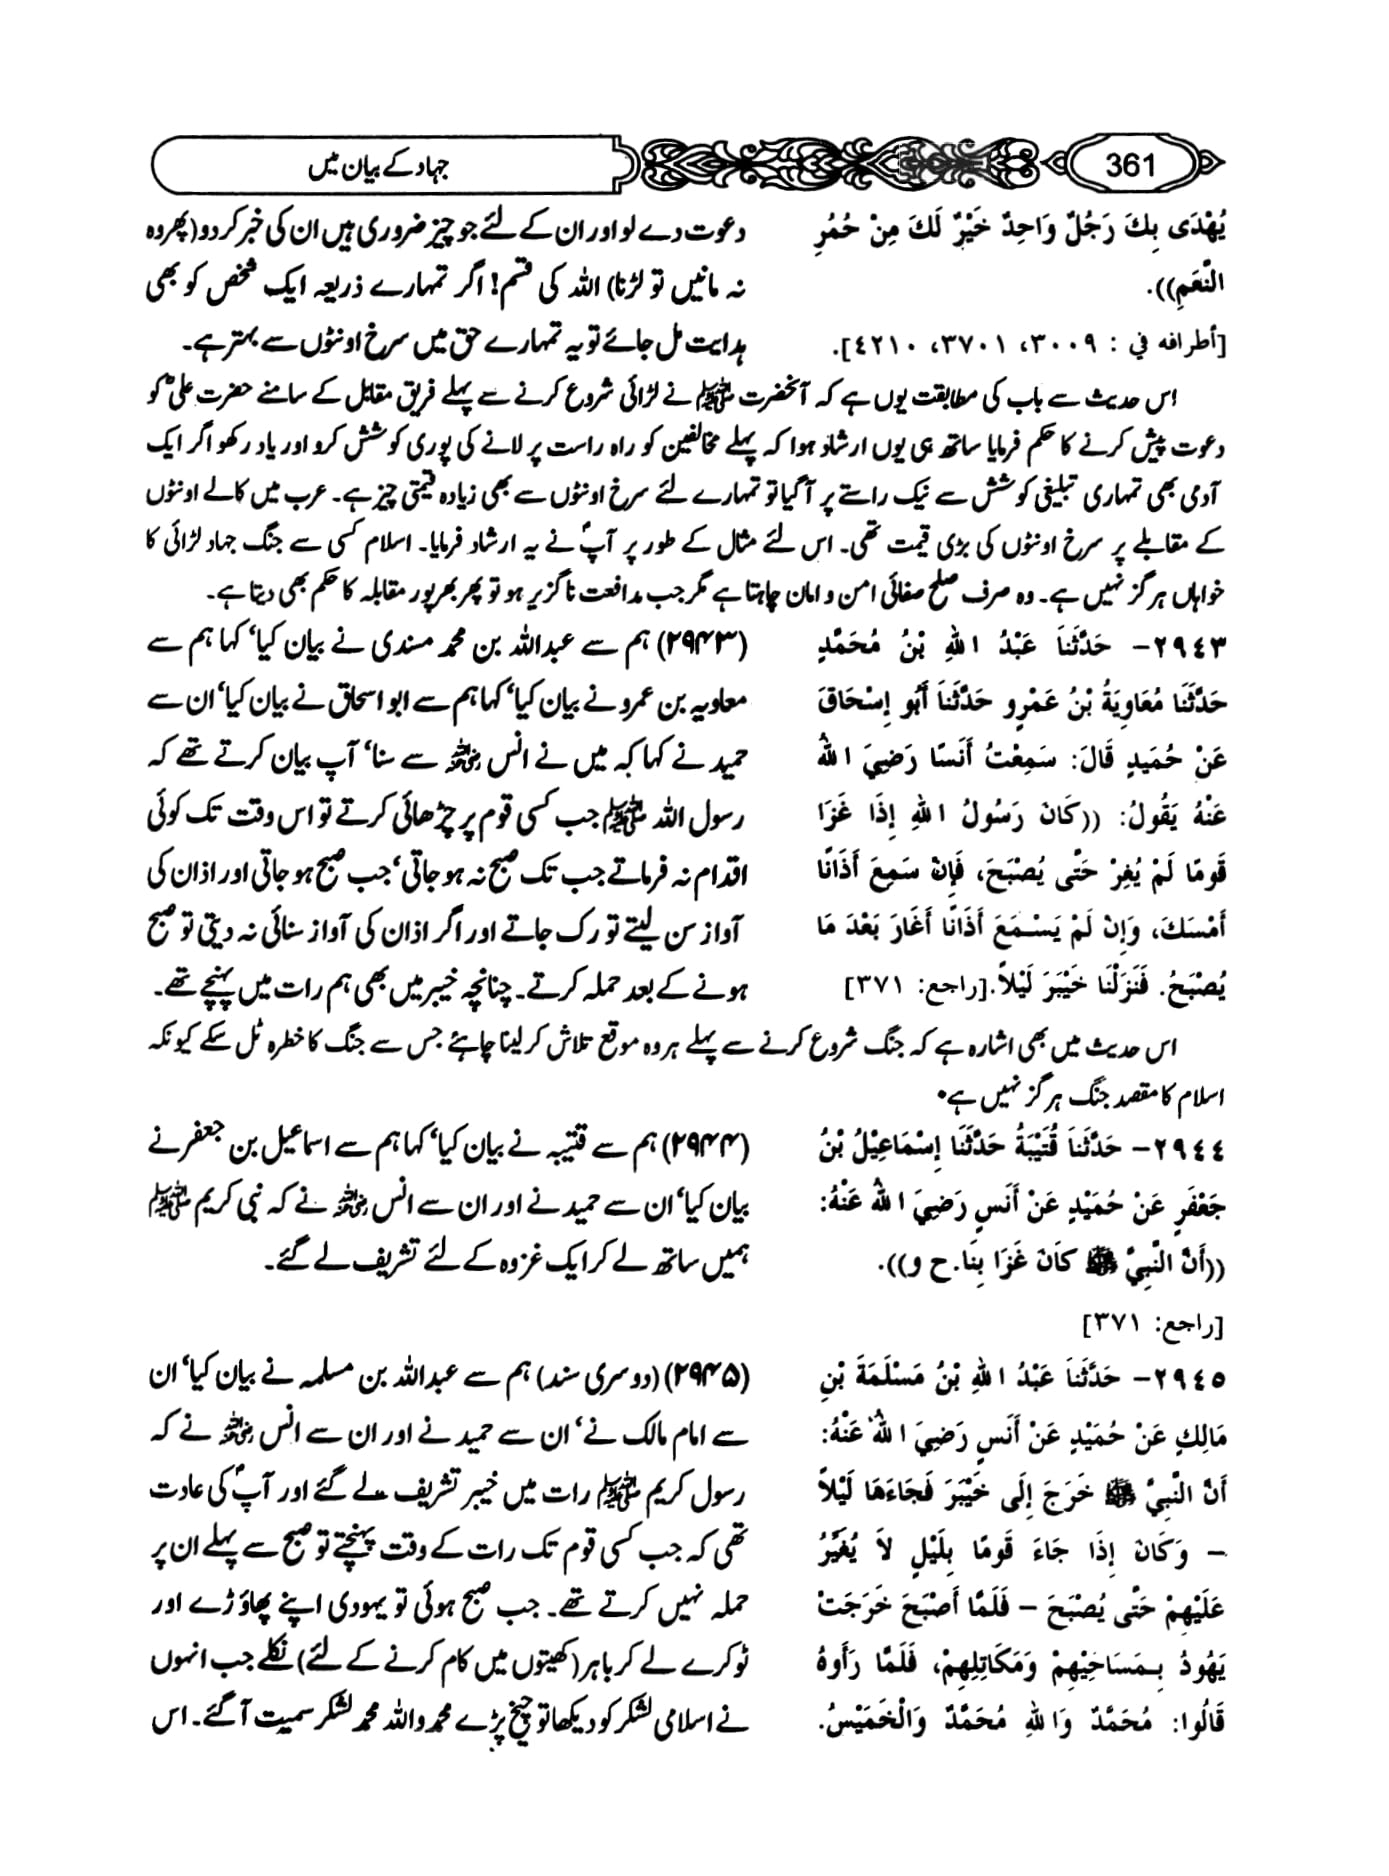 361
جہاد کے بیان میں
يُهْدَى بِكَ رَجُلٌ وَاحِدٌ خَيْرٌ لَكَ مِنْ حُمُرِ
النَّعَمِ)).
[أطرافه في : ٣٠٠٩، ٣٧٠١، ٤٢١٠].
دعوت دے لو اور ان کے لئے جو چیز ضروری ہیں ان کی خبر کر دو (پھر وہ
نہ مانیں تو لڑنا) اللہ کی قسم! اگر تمہارے ذریعہ ایک شخص کو بھی
ہدایت مل جائے تو یہ تمہارے حق میں سرخ اونٹوں سے بہتر ہے۔
اس حدیث سے باب کی مطابقت یوں ہے کہ آنحضرت ﷺ نے لڑائی شروع کرنے سے پہلے فریق مقابل کے سامنے حضرت علیؓ کو
دعوت پیش کرنے کا حکم فرمایا ساتھ ہی یوں ارشاد ہوا کہ پہلے مخالفین کو راہ راست پر لانے کی پوری کوشش کرو اور یاد رکھو اگر ایک
آدمی بھی تمہاری تبلیغی کوشش سے نیک راستے پر آگیا تو تمہارے لئے سرخ اونٹوں سے بھی زیادہ قیمتی چیز ہے۔ عرب میں کالے اونٹوں
کے مقابلے پر سرخ اونٹوں کی بڑی قیمت تھی۔ اس لئے مثال کے طور پر آپؐ نے یہ ارشاد فرمایا۔ اسلام کسی سے جنگ جہاد لڑائی کا
خواہاں ہرگز نہیں ہے۔ وہ صرف صلح صفائی امن و امان چاہتا ہے مگر جب مدافعت ناگزیر ہو تو پھر بھرپور مقابلہ کا حکم بھی دیتا ہے۔
٢٩٤٣- حَدَّثَنَا عَبْدُ اللهِ بْنُ مُحَمَّدٍ
حَدَّثَنَا مُعَاوِيَةُ بْنُ عَمْرٍو حَدَّثَنَا أَبُو إِسْحَاقَ
عَنْ حُمَيدٍ قَالَ: سَمِعْتُ أَنَسًا رَضِيَ اللهُ
عَنْهُ يَقُولُ: ((كَانَ رَسُولُ اللهِ إِذَا غَزَا
قَومًا لَمْ يُغِرْ حَتَّى يُصْبَحَ، فَإِنْ سَمِعَ أَذَانًا
أَمْسَكَ، وَإِنْ لَمْ يَسْمَعَ أَذَانًا أَغَارَ بَعْدَ مَا
يُصْبَحُ. فَنَزَلْنَا خَيْبَرَ لَيْلاً.[راجع: ٣٧١]
(۲۹۴۳) ہم سے عبداللہ بن محمد مسندی نے بیان کیا‘ کہا ہم سے
معاویہ بن عمرو نے بیان کیا‘ کہا ہم سے ابو اسحاق نے بیان کیا‘ ان سے
حمید نے کہا کہ میں نے انس رضی اللہ عنہ سے سنا‘ آپ بیان کرتے تھے کہ
رسول اللہ ﷺ جب کسی قوم پر چڑھائی کرتے تو اس وقت تک کوئی
اقدام نہ فرماتے جب تک صبح نہ ہو جاتی‘ جب صبح ہو جاتی اور اذان کی
آواز سن لیتے تو رک جاتے اور اگر اذان کی آواز سنائی نہ دیتی تو صبح
ہونے کے بعد حملہ کرتے۔ چنانچہ خیبر میں بھی ہم رات میں پہنچے تھے۔
اس حدیث میں بھی اشارہ ہے کہ جنگ شروع کرنے سے پہلے ہر وہ موقع تلاش کر لینا چاہئے جس سے جنگ کا خطرہ ٹل سکے کیونکہ
اسلام کا مقصد جنگ ہرگز نہیں ہے۔
٢٩٤٤- حَدَّثَنَا قُتَيْبَةُ حَدَّثَنَا إِسْمَاعِيْلُ بْنُ
جَعْفَرٍ عَنْ حُمَيْدٍ عَنْ أَنَسٍ رَضِيَ اللهُ عَنْهُ:
((أَنَّ النَّبِيَّ ﷺ كَانَ غَزَا بِنَا. ح و)).
[راجع: ٣٧١]
(۲۹۴۴) ہم سے قتیبہ نے بیان کیا‘ کہا ہم سے اسماعیل بن جعفر نے
بیان کیا‘ ان سے حمید نے اور ان سے انس رضی اللہ عنہ نے کہ نبی کریم ﷺ
ہمیں ساتھ لے کر ایک غزوہ کے لئے تشریف لے گئے۔
٢٩٤٥- حَدَّثَنَا عَبْدُ اللهِ بْنُ مَسْلَمَةَ بْنِ
مَالِكٍ عَنْ حُمَيْدٍ عَنْ أَنَسٍ رَضِيَ اللهُ عَنْهُ:
أَنَّ النَّبِيَّ ﷺ خَرَجَ إِلَى خَيْبَرَ فَجَاءَهَا لَيْلاً
– وَكَانَ إِذَا جَاءَ قَومًا بِلَيْلٍ لاَ يُغَيِّرُ
عَلَيْهِمْ حَتَّى يُصْبَحَ – فَلَمَّا أَصْبَحَ خَرَجَتْ
يَهُودُ بِمَسَاحِيْهِمْ وَمَكَاتِلِهِمْ، فَلَمَّا رَأَوهُ
قَالُوا: مُحَمَّدٌ وَاللهِ مُحَمَّدٌ وَالْخَمِيْسُ.
(۲۹۴۵) (دوسری سند) ہم سے عبداللہ بن مسلمہ نے بیان کیا‘ ان
سے امام مالک نے‘ ان سے حمید نے اور ان سے انس رضی اللہ عنہ نے کہ
رسول کریم ﷺ رات میں خیبر تشریف لے گئے اور آپؐ کی عادت
تھی کہ جب کسی قوم تک رات کے وقت پہنچتے تو صبح سے پہلے ان پر
حملہ نہیں کرتے تھے۔ جب صبح ہوئی تو یہودی اپنے پھاؤڑے اور
ٹوکرے لے کر باہر (کھیتوں میں کام کرنے کے لئے) نکلے جب انہوں
نے اسلامی لشکر کو دیکھا تو چیخ پڑے محمد واللہ محمد لشکر سمیت آگئے۔ اس